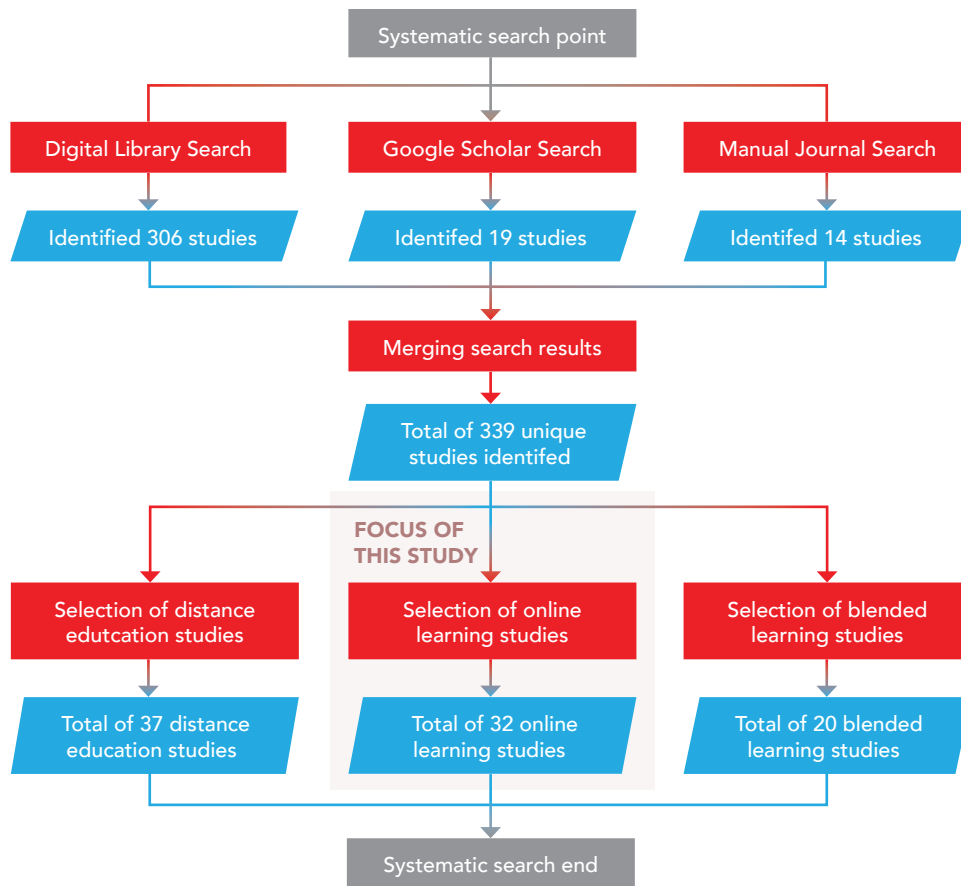 Systematic search point
Digital Library Search
Google Scholar Search
Manual Journal Search
Identified 306 studies
Identifed 19 studies
Identifed 14 studies
Merging search results
Total of 339 unique
studies identifed
FOCUS OF
THIS STUDY
Selection of distance
edutcation studies
Selection of online
learning studies
Selection of blended
learning studies
Total of 37 distance
education studies
Total of 32 online
learning studies
Total of 20 blended
learning studies
Systematic search end